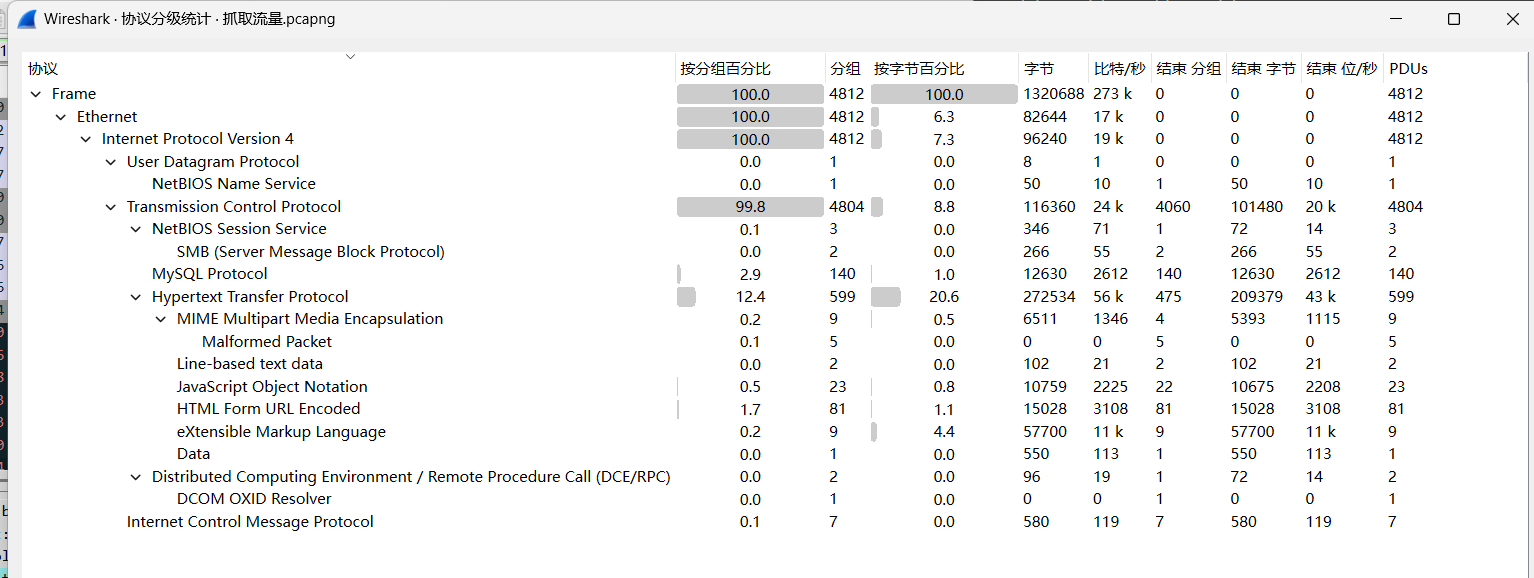 Wireshark · 协议分级统计 · 抓取流量.pcapng
协议 按分组百分比 分组 按字节百分比 字节 比特/秒 结束 分组 结束 字节 结束 位/秒 PDUs
Frame 100.0 4812 100.0 1320688 273 k 0 0 0 4812
Ethernet 100.0 4812 6.3 82644 17 k 0 0 0 4812
Internet Protocol Version 4 100.0 4812 7.3 96240 19 k 0 0 0 4812
User Datagram Protocol 0.0 1 0.0 8 1 0 0 0 1
NetBIOS Name Service 0.0 1 0.0 50 10 1 50 10 1
Transmission Control Protocol 99.8 4804 8.8 116360 24 k 4060 101480 20 k 4804
NetBIOS Session Service 0.1 3 0.0 346 71 1 72 14 3
SMB (Server Message Block Protocol) 0.0 2 0.0 266 55 2 266 55 2
MySQL Protocol 2.9 140 1.0 12630 2612 140 12630 2612 140
Hypertext Transfer Protocol 12.4 599 20.6 272534 56 k 475 209379 43 k 599
MIME Multipart Media Encapsulation 0.2 9 0.5 6511 1346 4 5393 1115 9
Malformed Packet 0.1 5 0.0 0 0 5 0 0 5
Line-based text data 0.0 2 0.0 102 21 2 102 21 2
JavaScript Object Notation 0.5 23 0.8 10759 2225 22 10675 2208 23
HTML Form URL Encoded 1.7 81 1.1 15028 3108 81 15028 3108 81
eXtensible Markup Language 0.2 9 4.4 57700 11 k 9 57700 11 k 9
Data 0.0 1 0.0 550 113 1 550 113 1
Distributed Computing Environment / Remote Procedure Call (DCE/RPC) 0.0 2 0.0 96 19 1 72 14 2
DCOM OXID Resolver 0.0 1 0.0 0 0 1 0 0 1
Internet Control Message Protocol 0.1 7 0.0 580 119 7 580 119 7